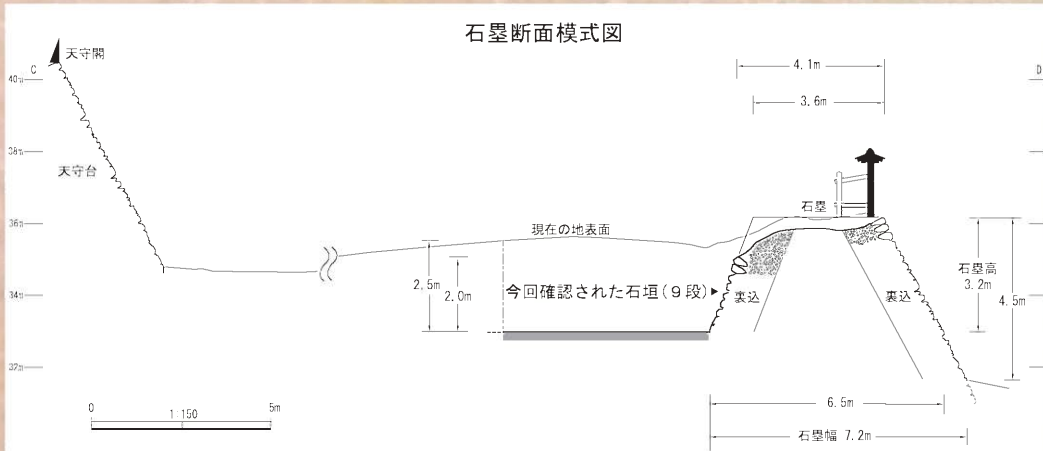 石塁断面模式図
天守閣
C
D
40m
38m
36m
34m
37m
天守台
4.1m
3.6m
石塁
現在の地表面
2.5m
2.0m
今回確認された石垣(9段)
裏込
裏込
石塁高
3.2m
4.5m
6.5m
石塁幅 7.2m
0
1:150
5m